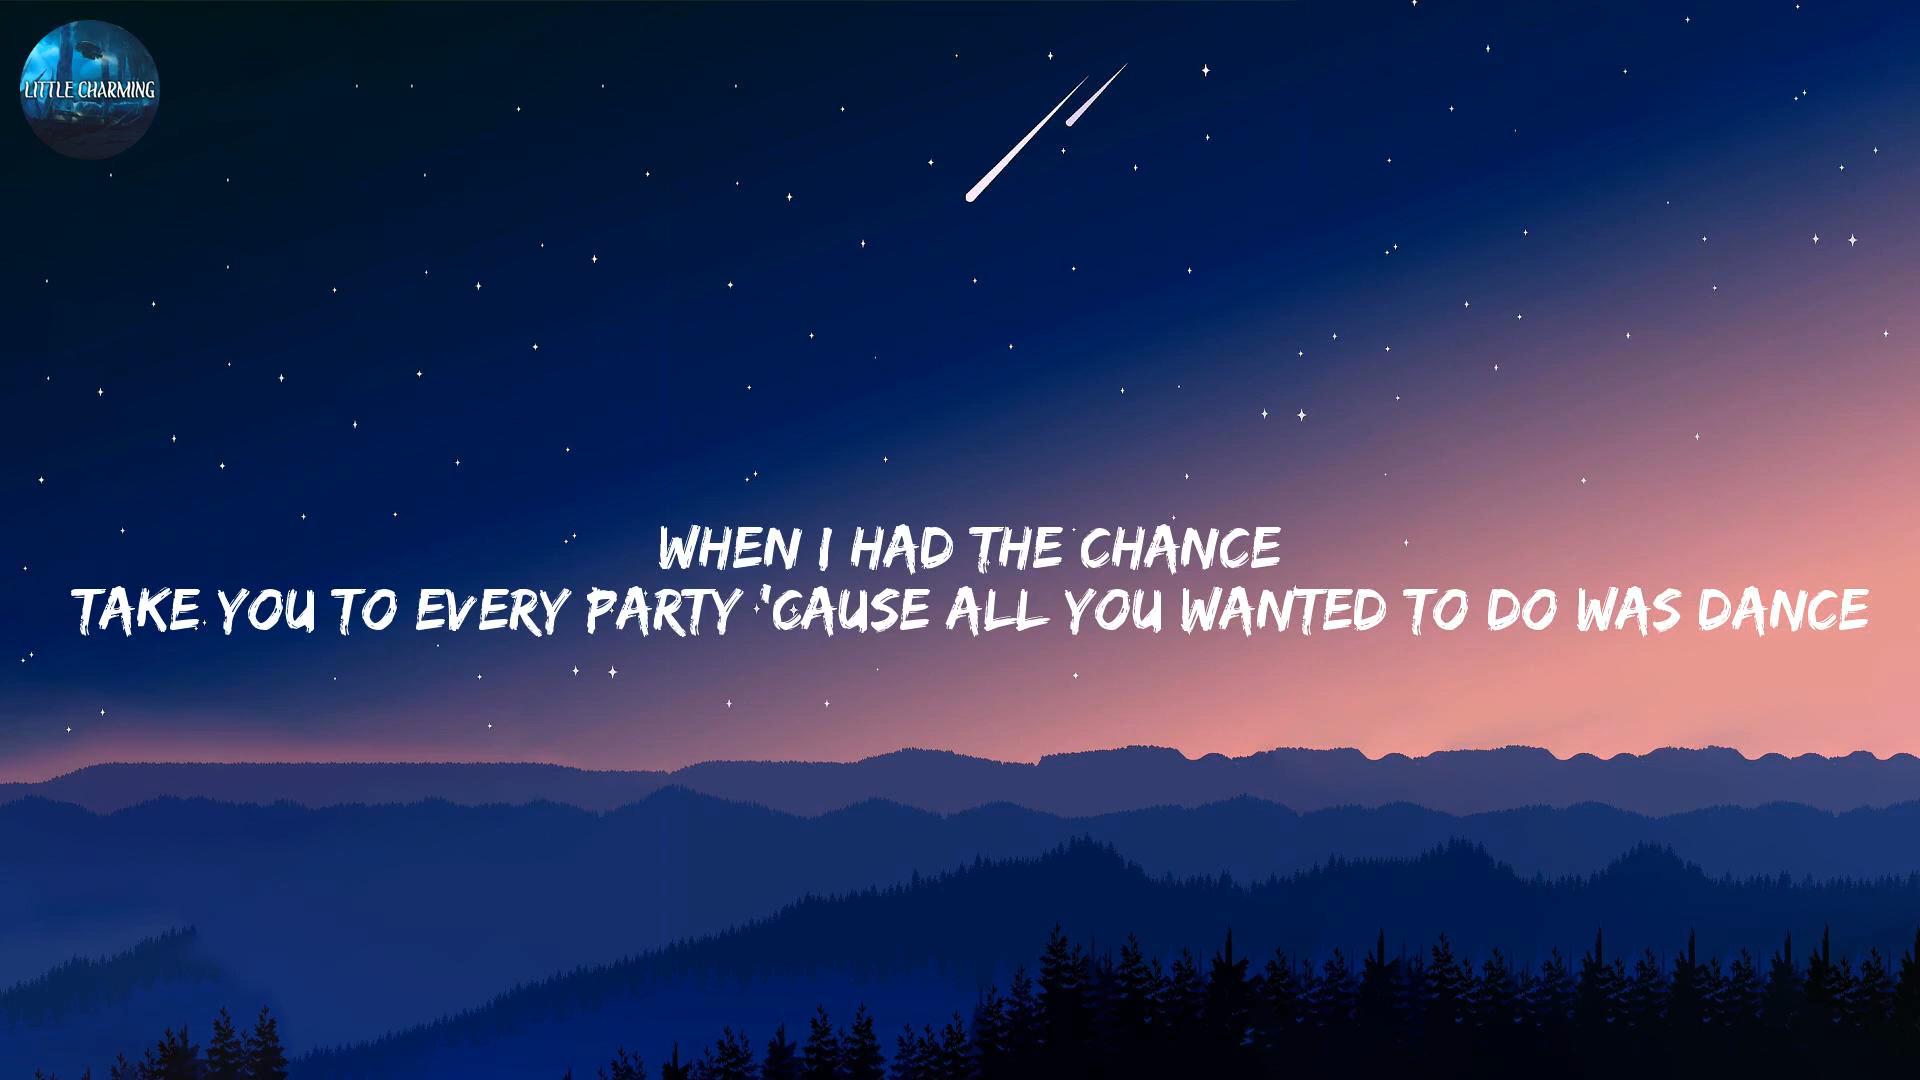 LITTLE CHARMING
WHEN I HAD THE CHANCE
TAKE YOU TO EVERY PARTY 'CAUSE ALL YOU WANTED TO DO WAS DANCE